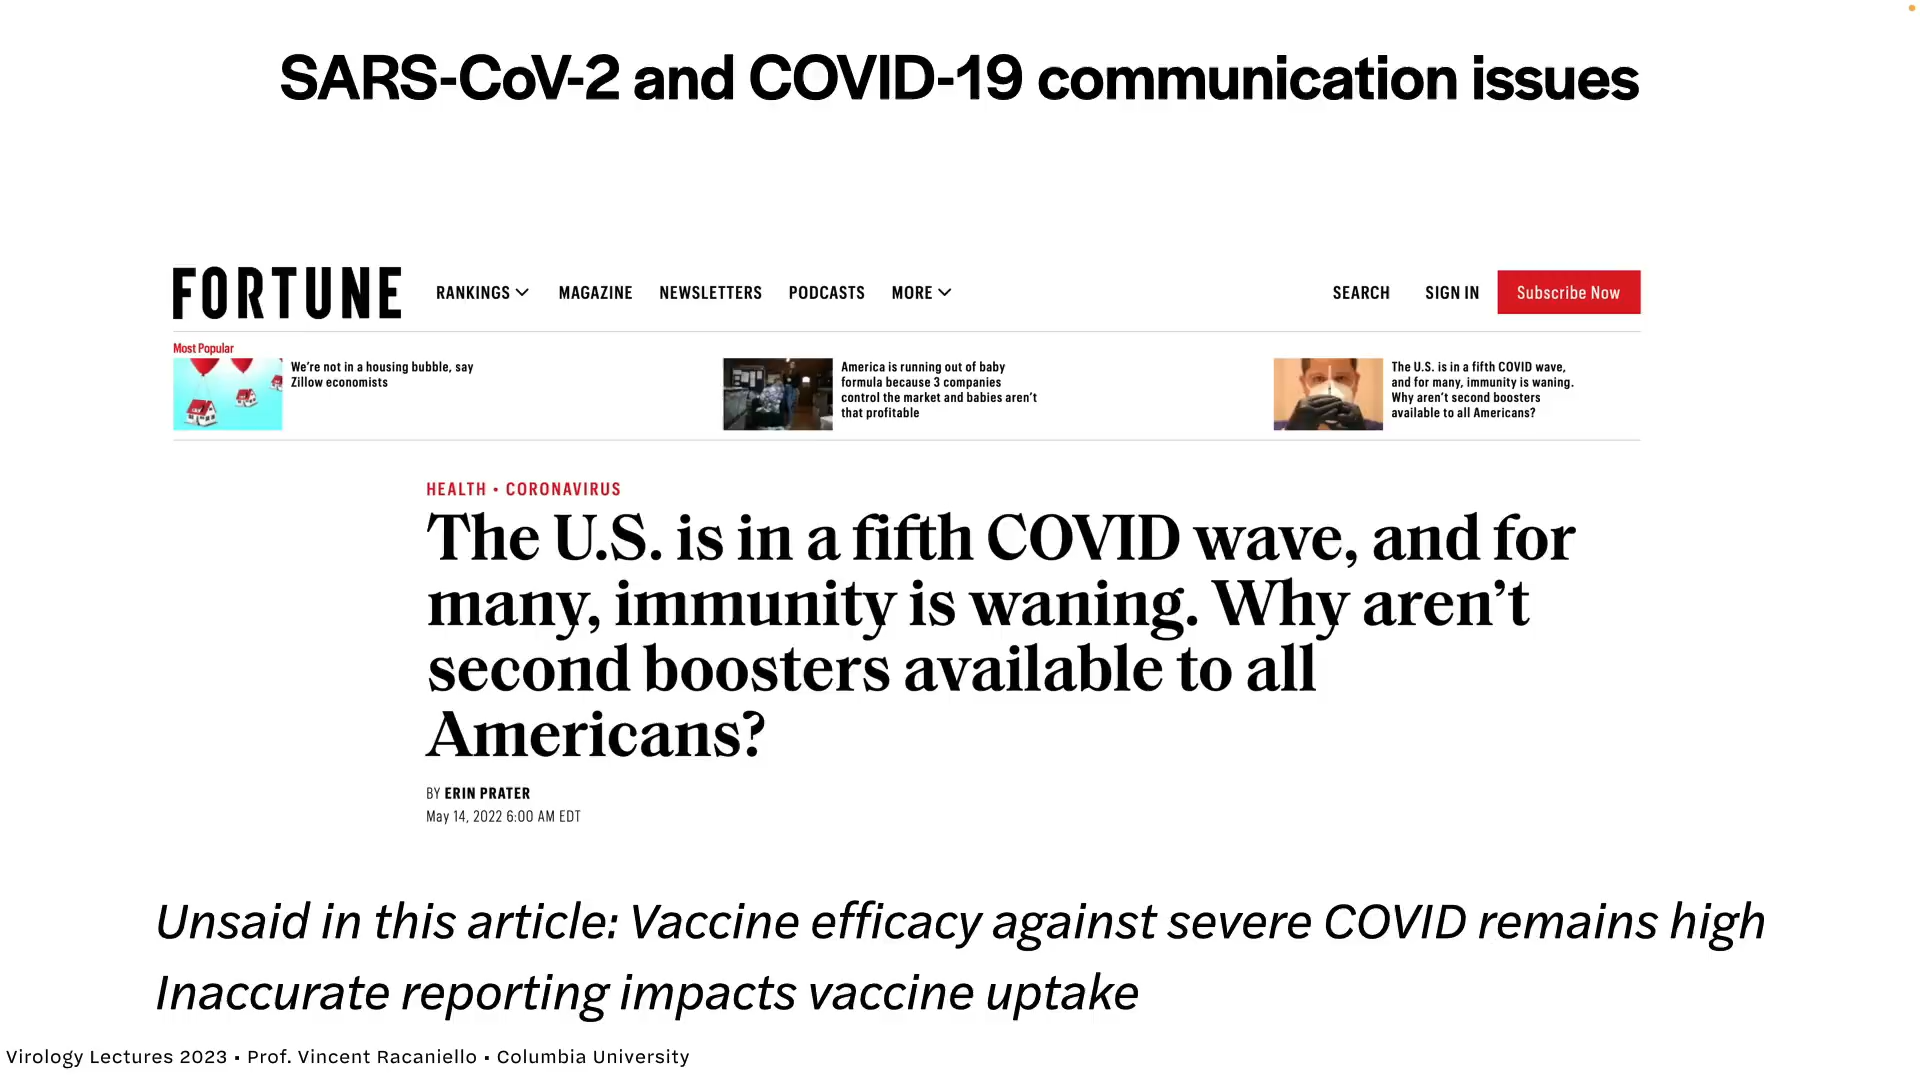 SARS-CoV-2 and COVID-19 communication issues
FORTUNE RANKINGS MAGAZINE NEWSLETTERS PODCASTS MORE SEARCH SIGN IN Subscribe Now
Most Popular
We're not in a housing bubble, say
Zillow economists
America is running out of baby
formula because 3 companies
control the market and babies aren't
that profitable
The U.S. is in a fifth COVID wave,
and for many, immunity is waning.
Why aren't second boosters
available to all Americans?
HEALTH • CORONAVIRUS
The U.S. is in a fifth COVID wave, and for
many, immunity is waning. Why aren't
second boosters available to all
Americans?
BY ERIN PRATER
May 14, 2022 6:00 AM EDT
Unsaid in this article: Vaccine efficacy against severe COVID remains high
Inaccurate reporting impacts vaccine uptake
Virology Lectures 2023 • Prof. Vincent Racaniello • Columbia University